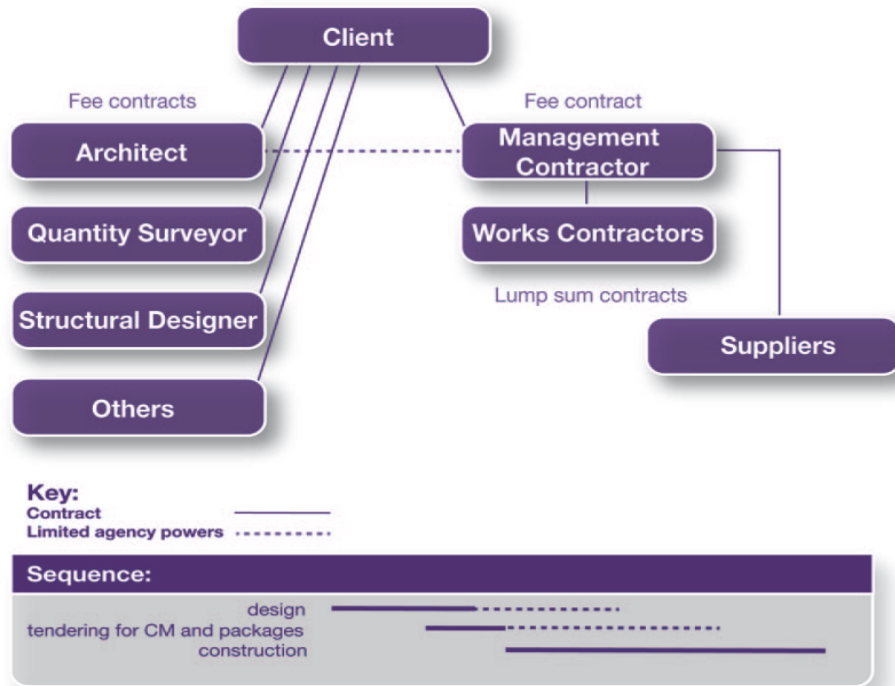 Client
Fee contracts
Fee contract
Architect
Management
Contractor
Quantity Surveyor
Works Contractors
Lump sum contracts
Structural Designer
Suppliers
Others
Key:
Contract
Limited agency powers
Sequence:
design
tendering for CM and packages
construction